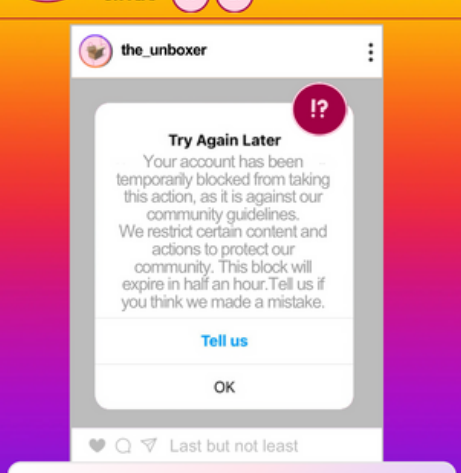 the_unboxer
!?
Try Again Later
Your account has been
temporarily blocked from taking
this action, as it is against our
community guidelines.
We restrict certain content and
actions to protect our
community. This block will
expire in half an hour.Tell us if
you think we made a mistake.
Tell us
OK
Last but not least